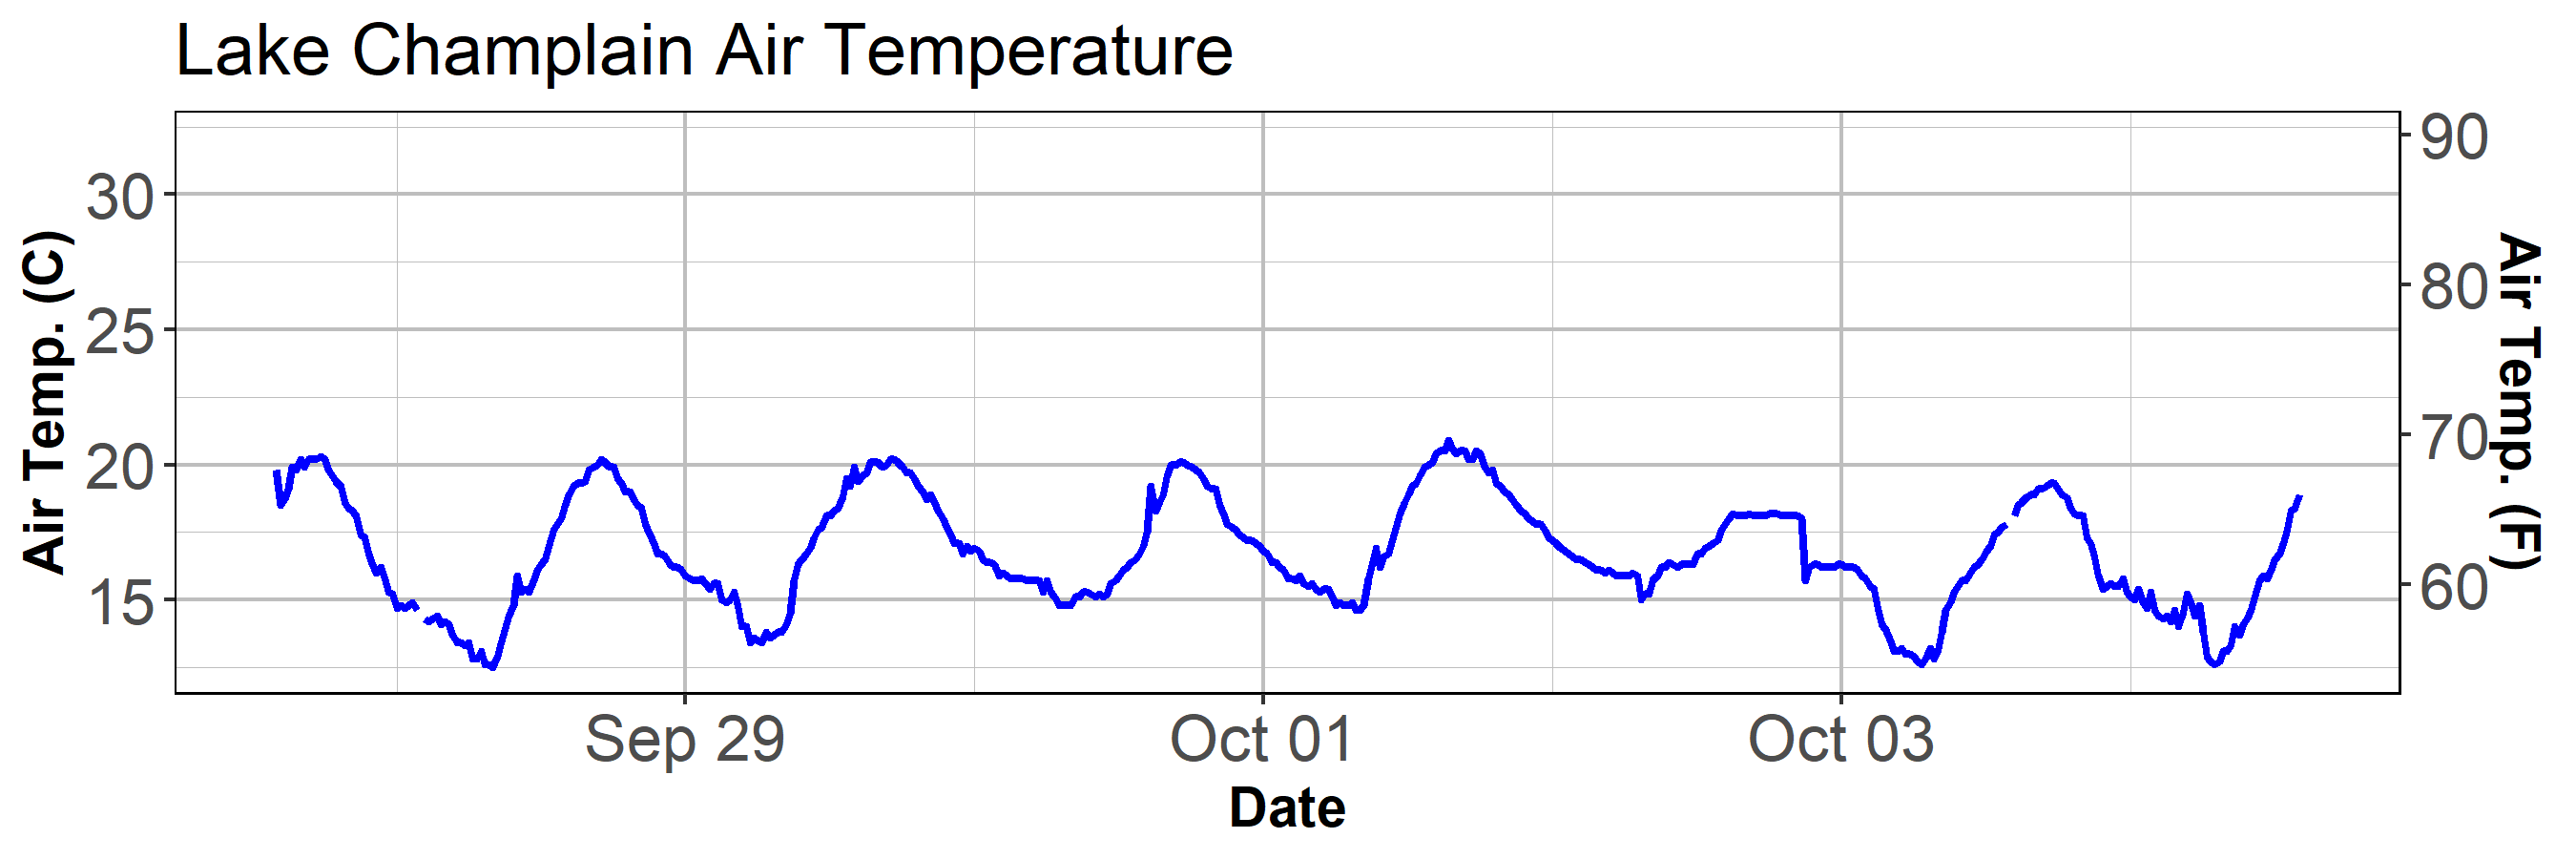 Lake Champlain Air Temperature
Air Temp. (C)
30
25
20
15
90
80
70
60
Air Temp. (F)
Sep 29
Oct 01
Oct 03
Date